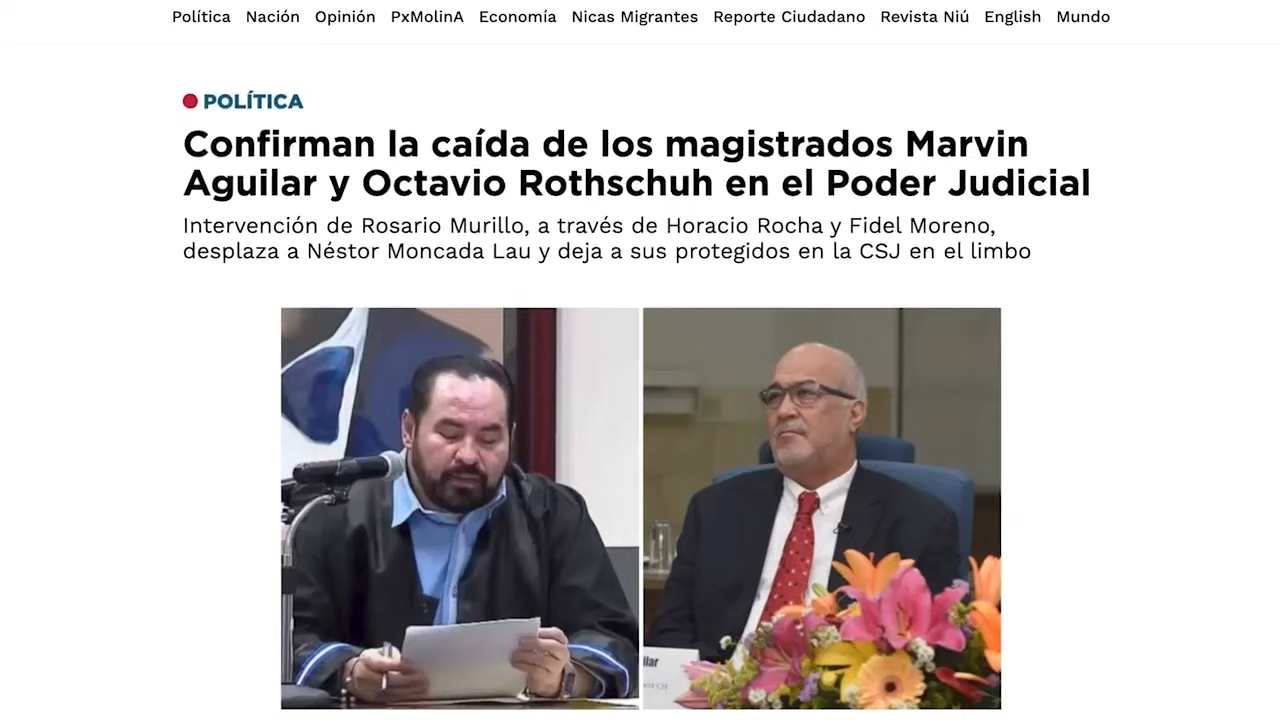 Política Nación Opinión PxMolinA Economía Nicas Migrantes Reporte Ciudadano Revista Niú English Mundo
POLÍTICA
Confirman la caída de los magistrados Marvin
Aguilar y Octavio Rothschuh en el Poder Judicial
Intervención de Rosario Murillo, a través de Horacio Rocha y Fidel Moreno,
desplaza a Néstor Moncada Lau y deja a sus protegidos en la CSJ en el limbo